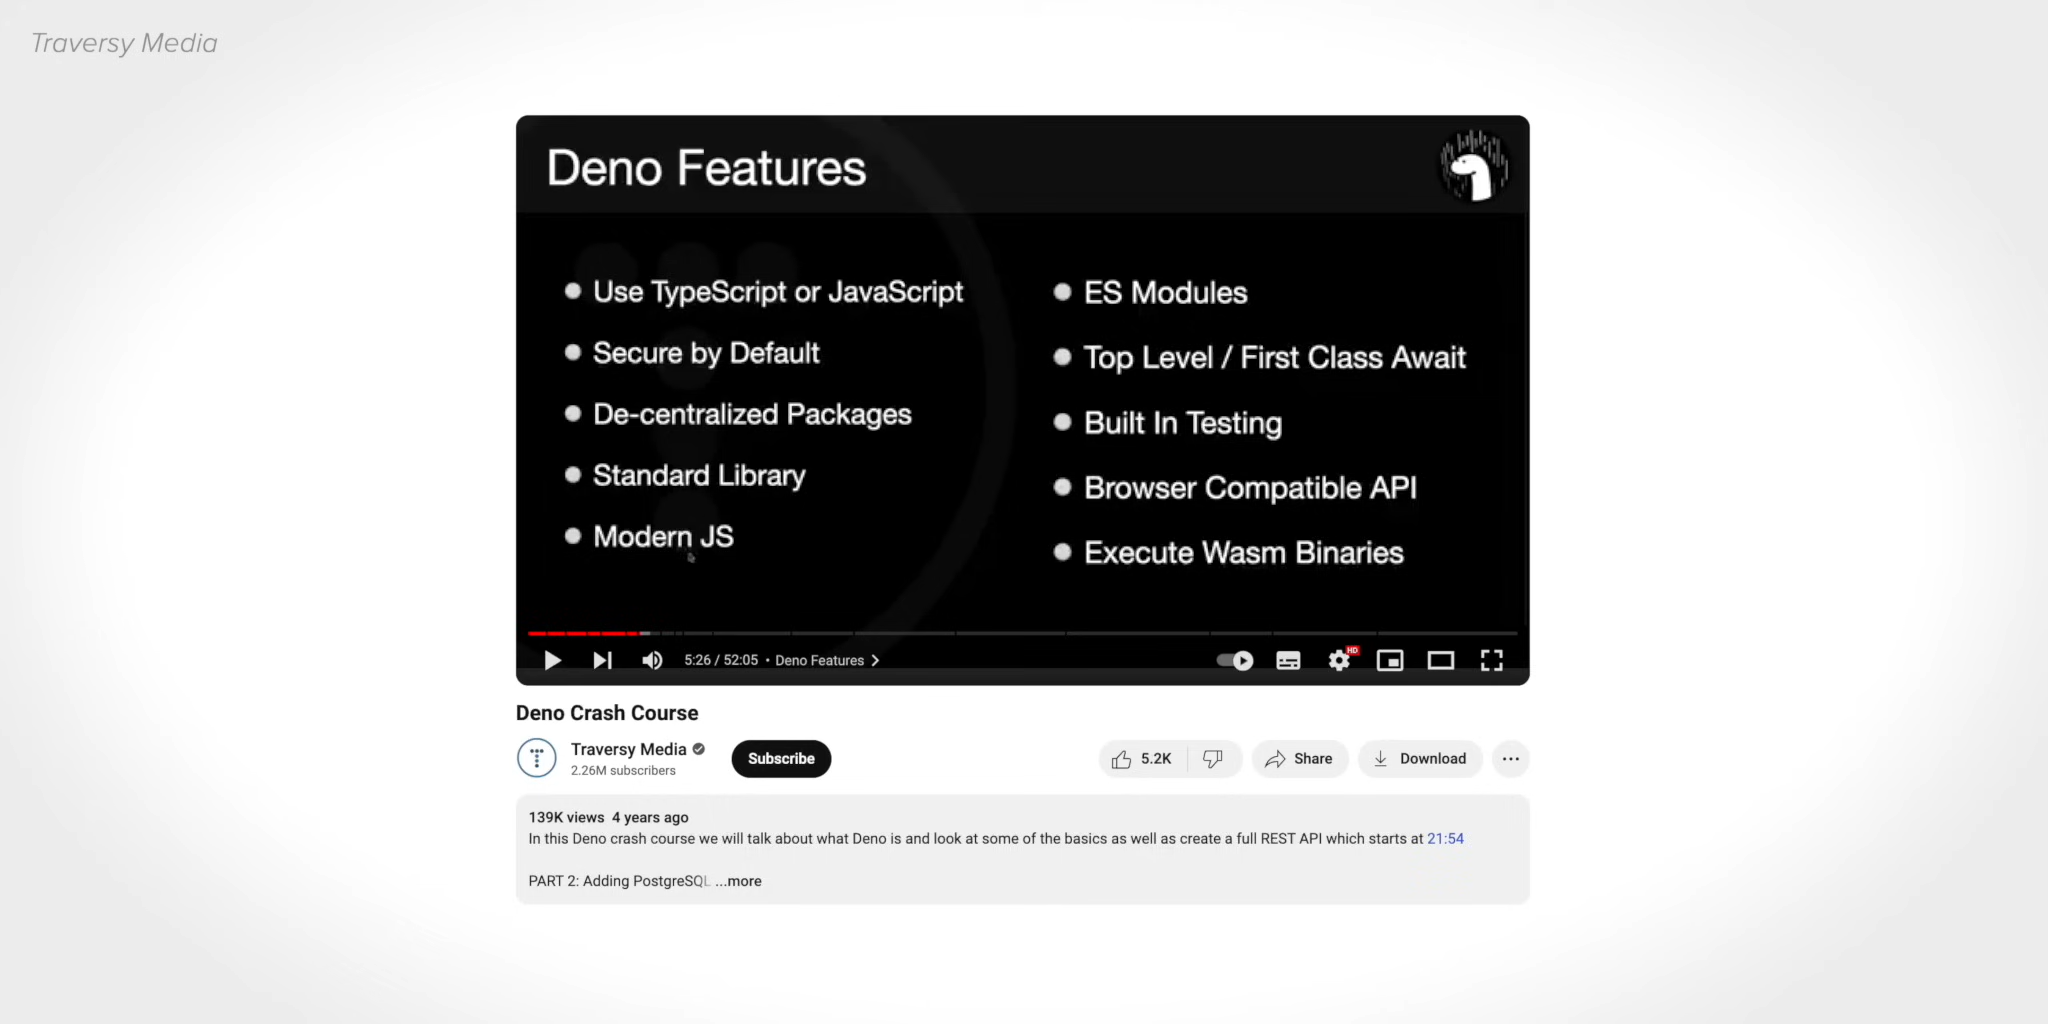 Traversy Media
Deno Features
Use TypeScript or JavaScript
Secure by Default
De-centralized Packages
Standard Library
Modern JS
ES Modules
Top Level / First Class Await
Built In Testing
Browser Compatible API
Execute Wasm Binaries
5:26 / 52:05 • Deno Features
HD
Deno Crash Course
Traversy Media
2.26M subscribers
Subscribe
5.2K
Share
Download
139K views 4 years ago
In this Deno crash course we will talk about what Deno is and look at some of the basics as well as create a full REST API which starts at 21:54
PART 2: Adding PostgreSQL ...more